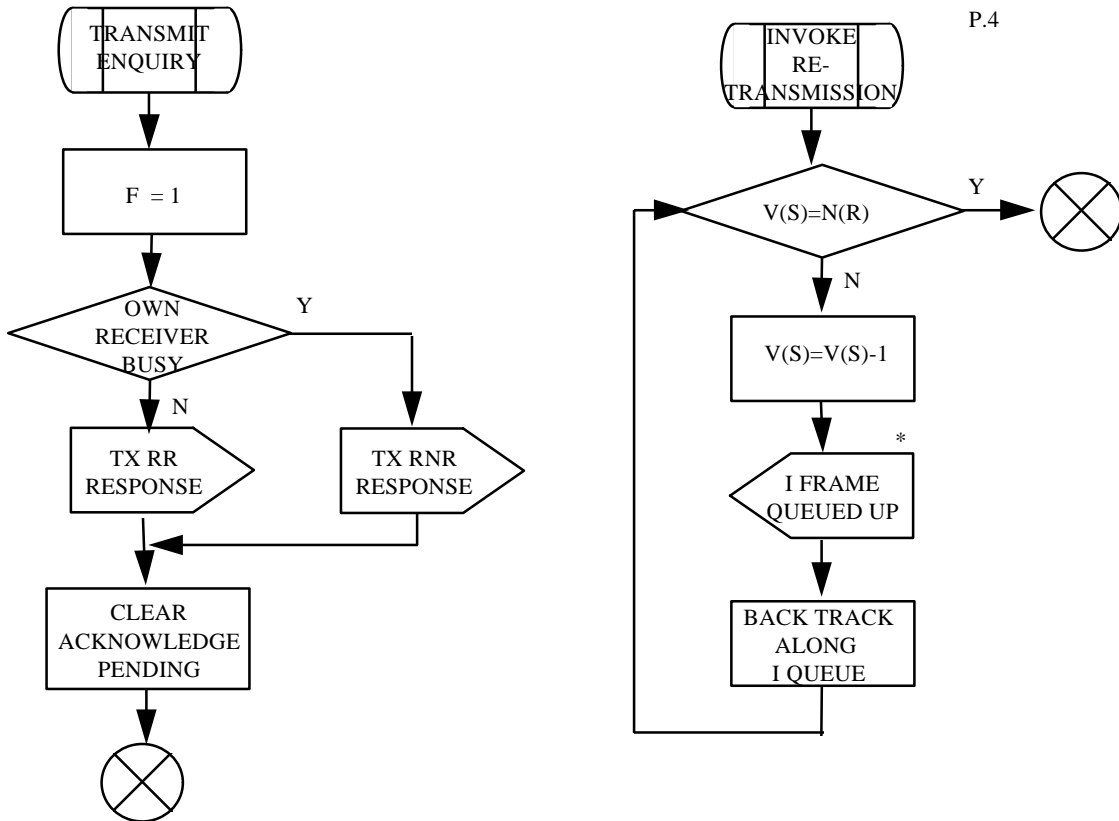 P.4
TRANSMIT
ENQUIRY
F = 1
OWN
RECEIVER
BUSY
Y
N
TX RR
RESPONSE
TX RNR
RESPONSE
CLEAR
ACKNOWLEDGE
PENDING
INVOKE
RE-
TRANSMISSION
V(S)=N(R)
Y
N
V(S)=V(S)-1
*
I FRAME
QUEUED UP
BACK TRACK
ALONG
I QUEUE